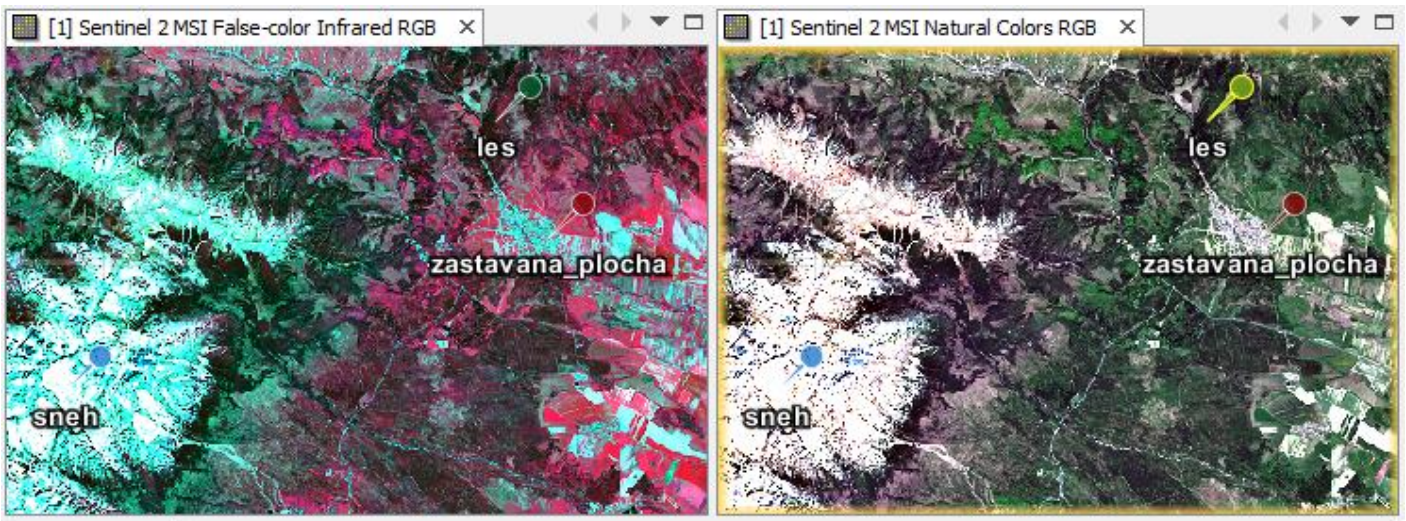 [1] Sentinel 2 MSI False-color Infrared RGB
[1] Sentinel 2 MSI Natural Colors RGB
les
zastavana_plocha
sneh
les
zastavana_plocha
sneh